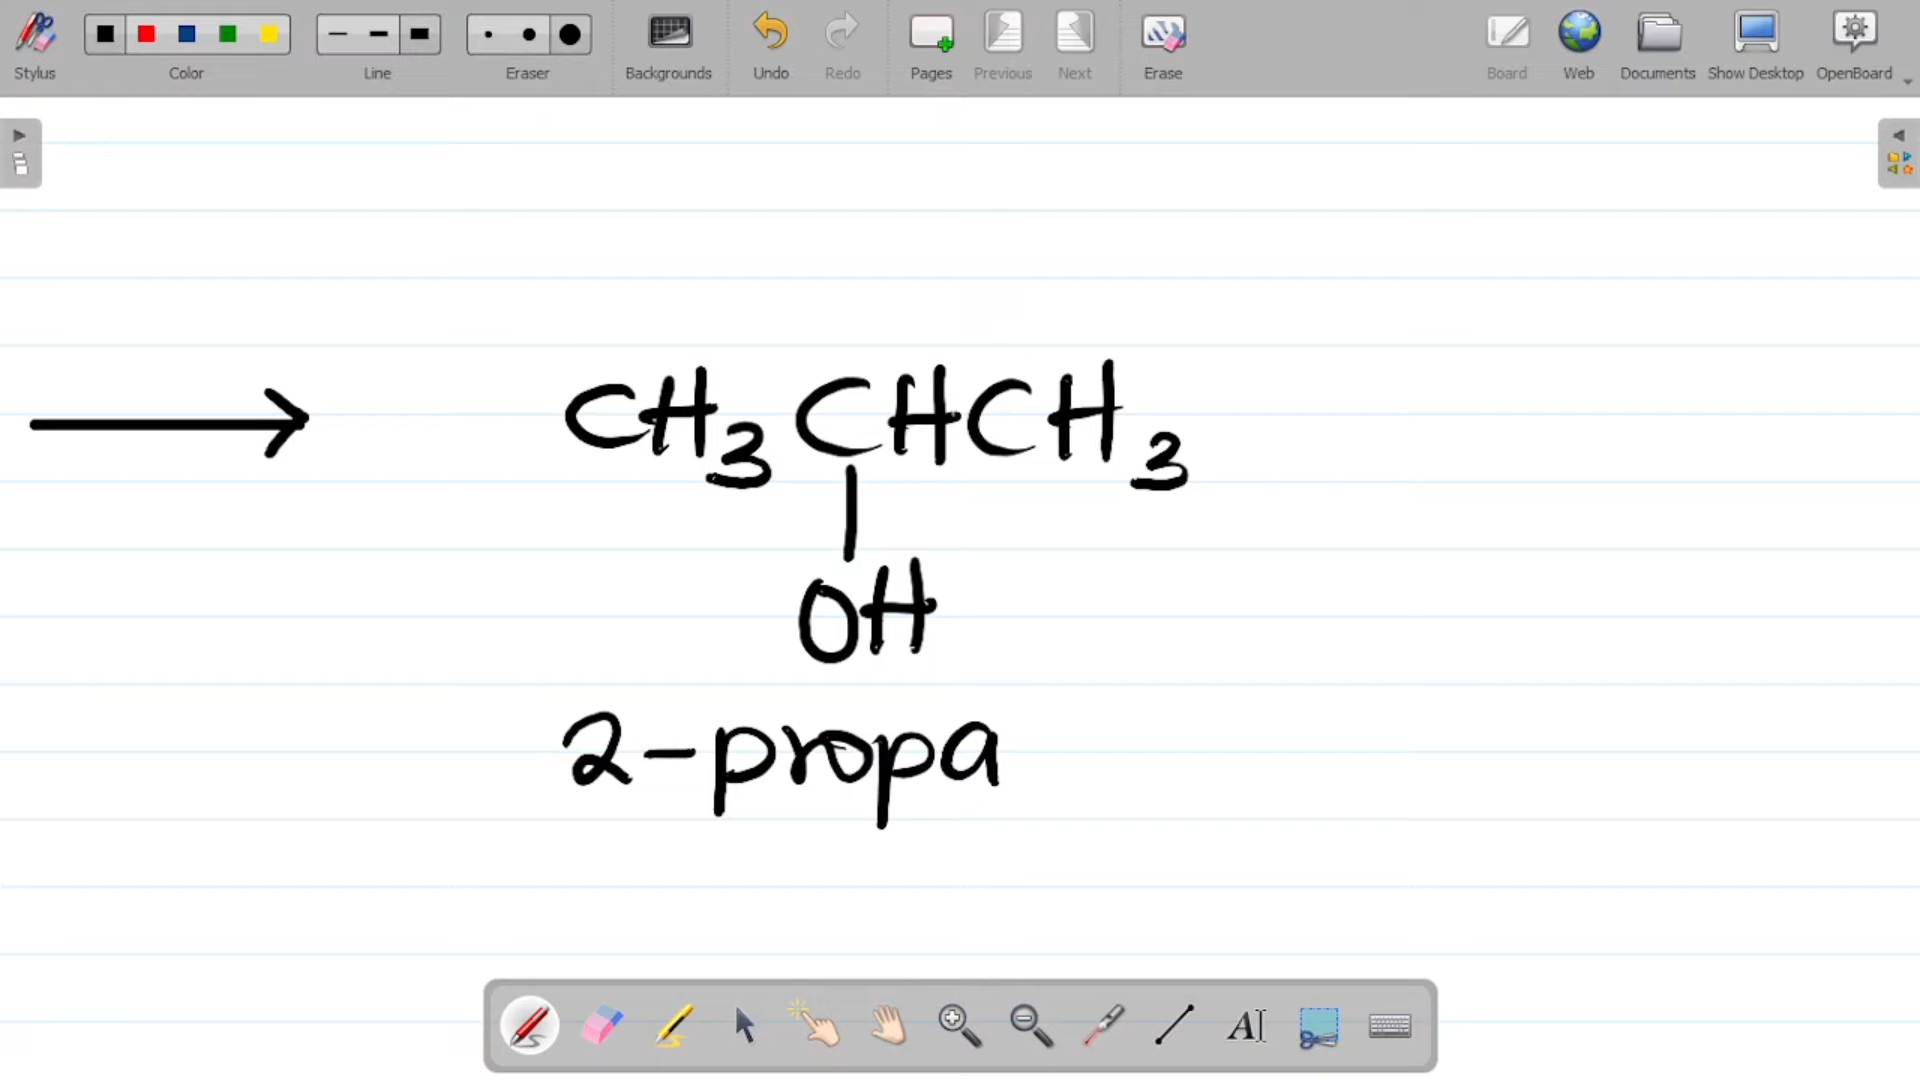 Stylus Color Line Eraser Backgrounds Undo Redo Pages Previous Next Erase Board Web Documents Show Desktop OpenBoard
CH3CHCH3
OH
2-propa